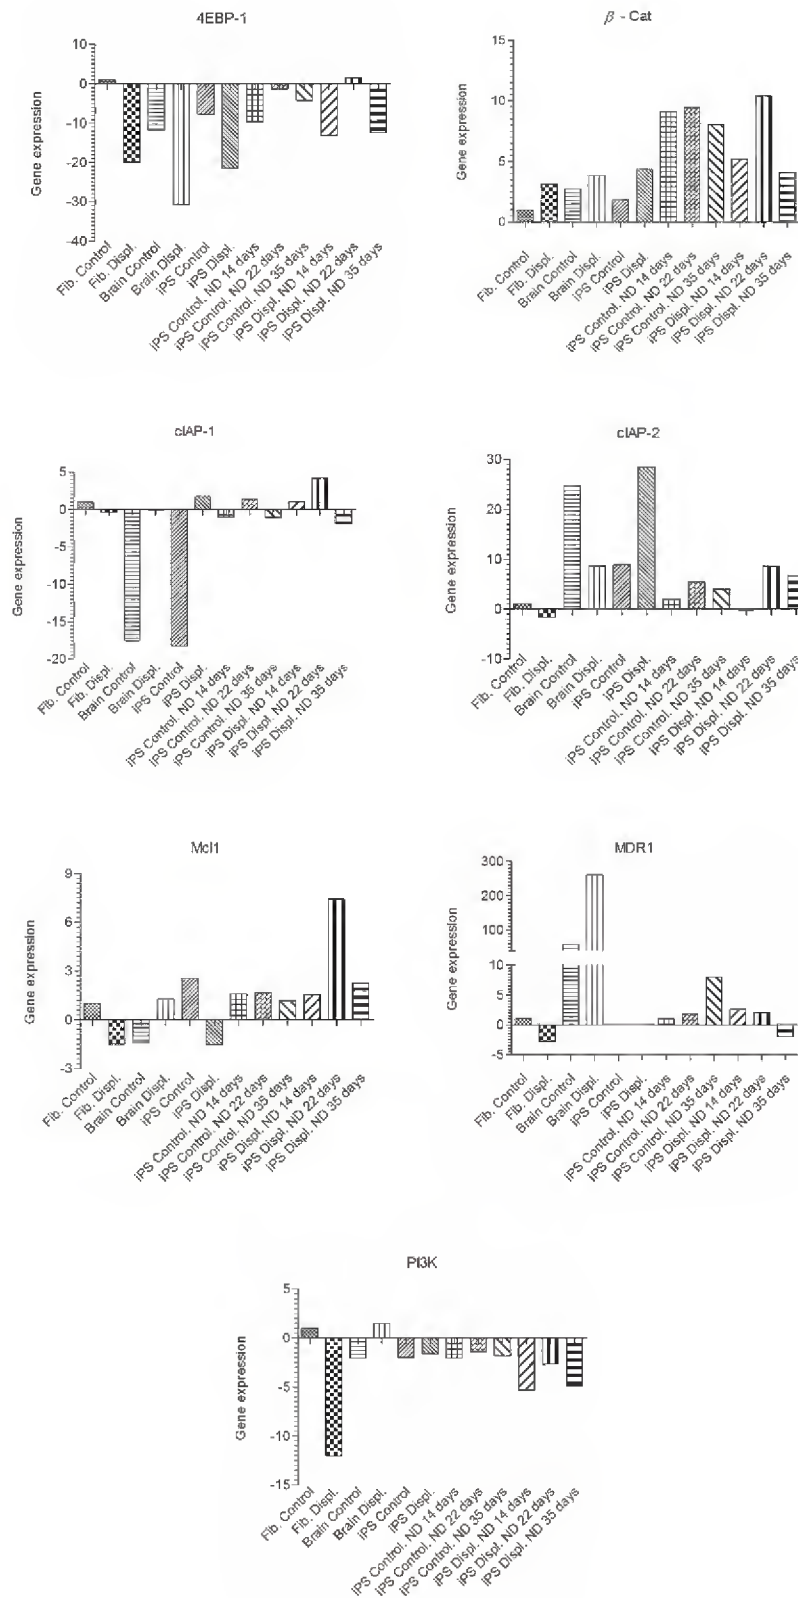 4EBP-1
Gene expression
10
0
-10
-20
-30
-40
Fib. Control
Fib. Displ.
Brain Control
Brain Displ.
iPS Control
iPS Displ.
iPS Control. ND 14 days
iPS Control. ND 22 days
iPS Control. ND 35 days
iPS Displ. ND 14 days
iPS Displ. ND 22 days
iPS Displ. ND 35 days
β - Cat
Gene expression
15
10
5
0
Fib. Control
Fib. Displ.
Brain Control
Brain Displ.
iPS Control
iPS Displ.
iPS Control. ND 14 days
iPS Control. ND 22 days
iPS Control. ND 35 days
iPS Displ. ND 14 days
iPS Displ. ND 22 days
iPS Displ. ND 35 days
cIAP-1
Gene expression
5
0
-5
-10
-15
-20
Fib. Control
Fib. Displ.
Brain Control
Brain Displ.
iPS Control
iPS Displ.
iPS Control. ND 14 days
iPS Control. ND 22 days
iPS Control. ND 35 days
iPS Displ. ND 14 days
iPS Displ. ND 22 days
iPS Displ. ND 35 days
cIAP-2
Gene expression
30
20
10
0
-10
Fib. Control
Fib. Displ.
Brain Control
Brain Displ.
iPS Control
iPS Displ.
iPS Control. ND 14 days
iPS Control. ND 22 days
iPS Control. ND 35 days
iPS Displ. ND 14 days
iPS Displ. ND 22 days
iPS Displ. ND 35 days
Mcl1
Gene expression
9
6
3
0
-3
Fib. Control
Fib. Displ.
Brain Control
Brain Displ.
iPS Control
iPS Displ.
iPS Control. ND 14 days
iPS Control. ND 22 days
iPS Control. ND 35 days
iPS Displ. ND 14 days
iPS Displ. ND 22 days
iPS Displ. ND 35 days
MDR1
Gene expression
300
200
100
10
5
0
-5
Fib. Control
Fib. Displ.
Brain Control
Brain Displ.
iPS Control
iPS Displ.
iPS Control. ND 14 days
iPS Control. ND 22 days
iPS Control. ND 35 days
iPS Displ. ND 14 days
iPS Displ. ND 22 days
iPS Displ. ND 35 days
PI3K
Gene expression
5
0
-5
-10
-15
Fib. Control
Fib. Displ.
Brain Control
Brain Displ.
iPS Control
iPS Displ.
iPS Control. ND 14 days
iPS Control. ND 22 days
iPS Control. ND 35 days
iPS Displ. ND 14 days
iPS Displ. ND 22 days
iPS Displ. ND 35 days